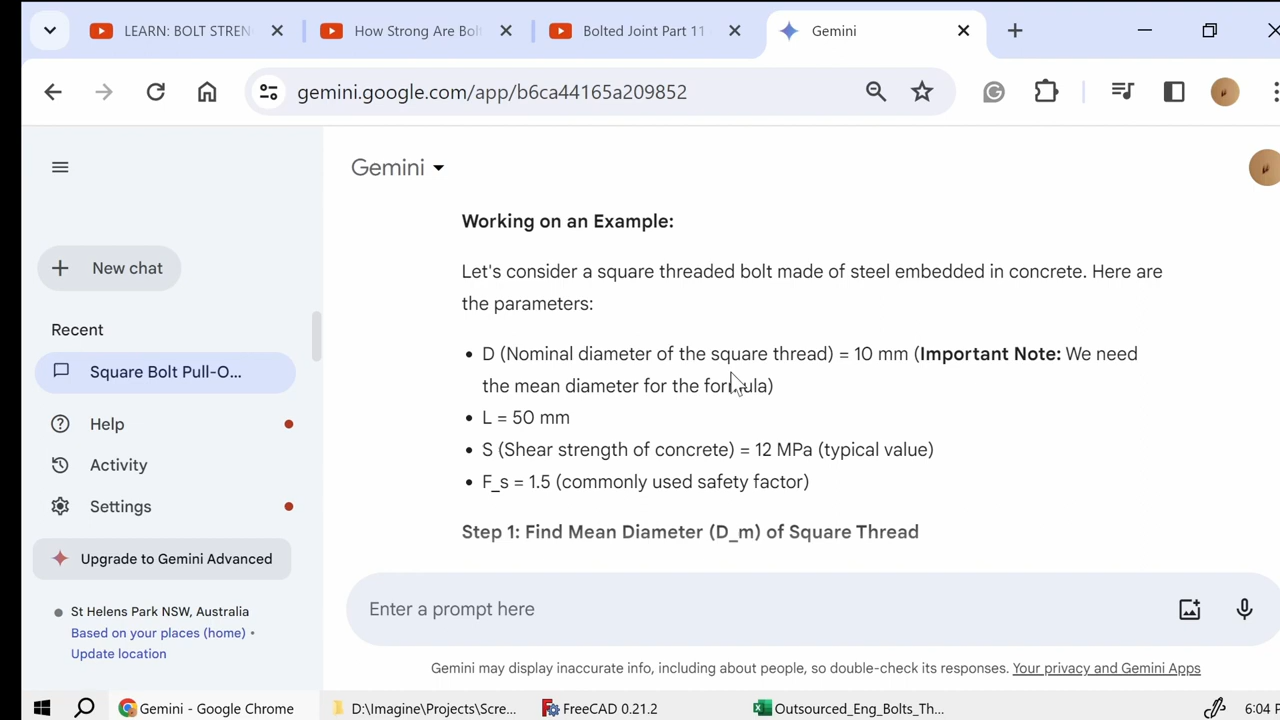 LEARN: BOLT STREN
How Strong Are Bol
Bolted Joint Part 11
Gemini
gemini.google.com/app/b6ca44165a209852
Gemini
New chat
Recent
Square Bolt Pull-O...
Help
Activity
Settings
Upgrade to Gemini Advanced
St Helens Park NSW, Australia
Based on your places (home) •
Update location
Working on an Example:
Let's consider a square threaded bolt made of steel embedded in concrete. Here are
the parameters:
• D (Nominal diameter of the square thread) = 10 mm (Important Note: We need
the mean diameter for the formula)
• L = 50 mm
• S (Shear strength of concrete) = 12 MPa (typical value)
• F_s = 1.5 (commonly used safety factor)
Step 1: Find Mean Diameter (D_m) of Square Thread
Enter a prompt here
Gemini may display inaccurate info, including about people, so double-check its responses. Your privacy and Gemini Apps
Gemini - Google Chrome
D:\Imagine\Projects\Scre...
FreeCAD 0.21.2
Outsourced_Eng_Bolts_Th...
6:04 P